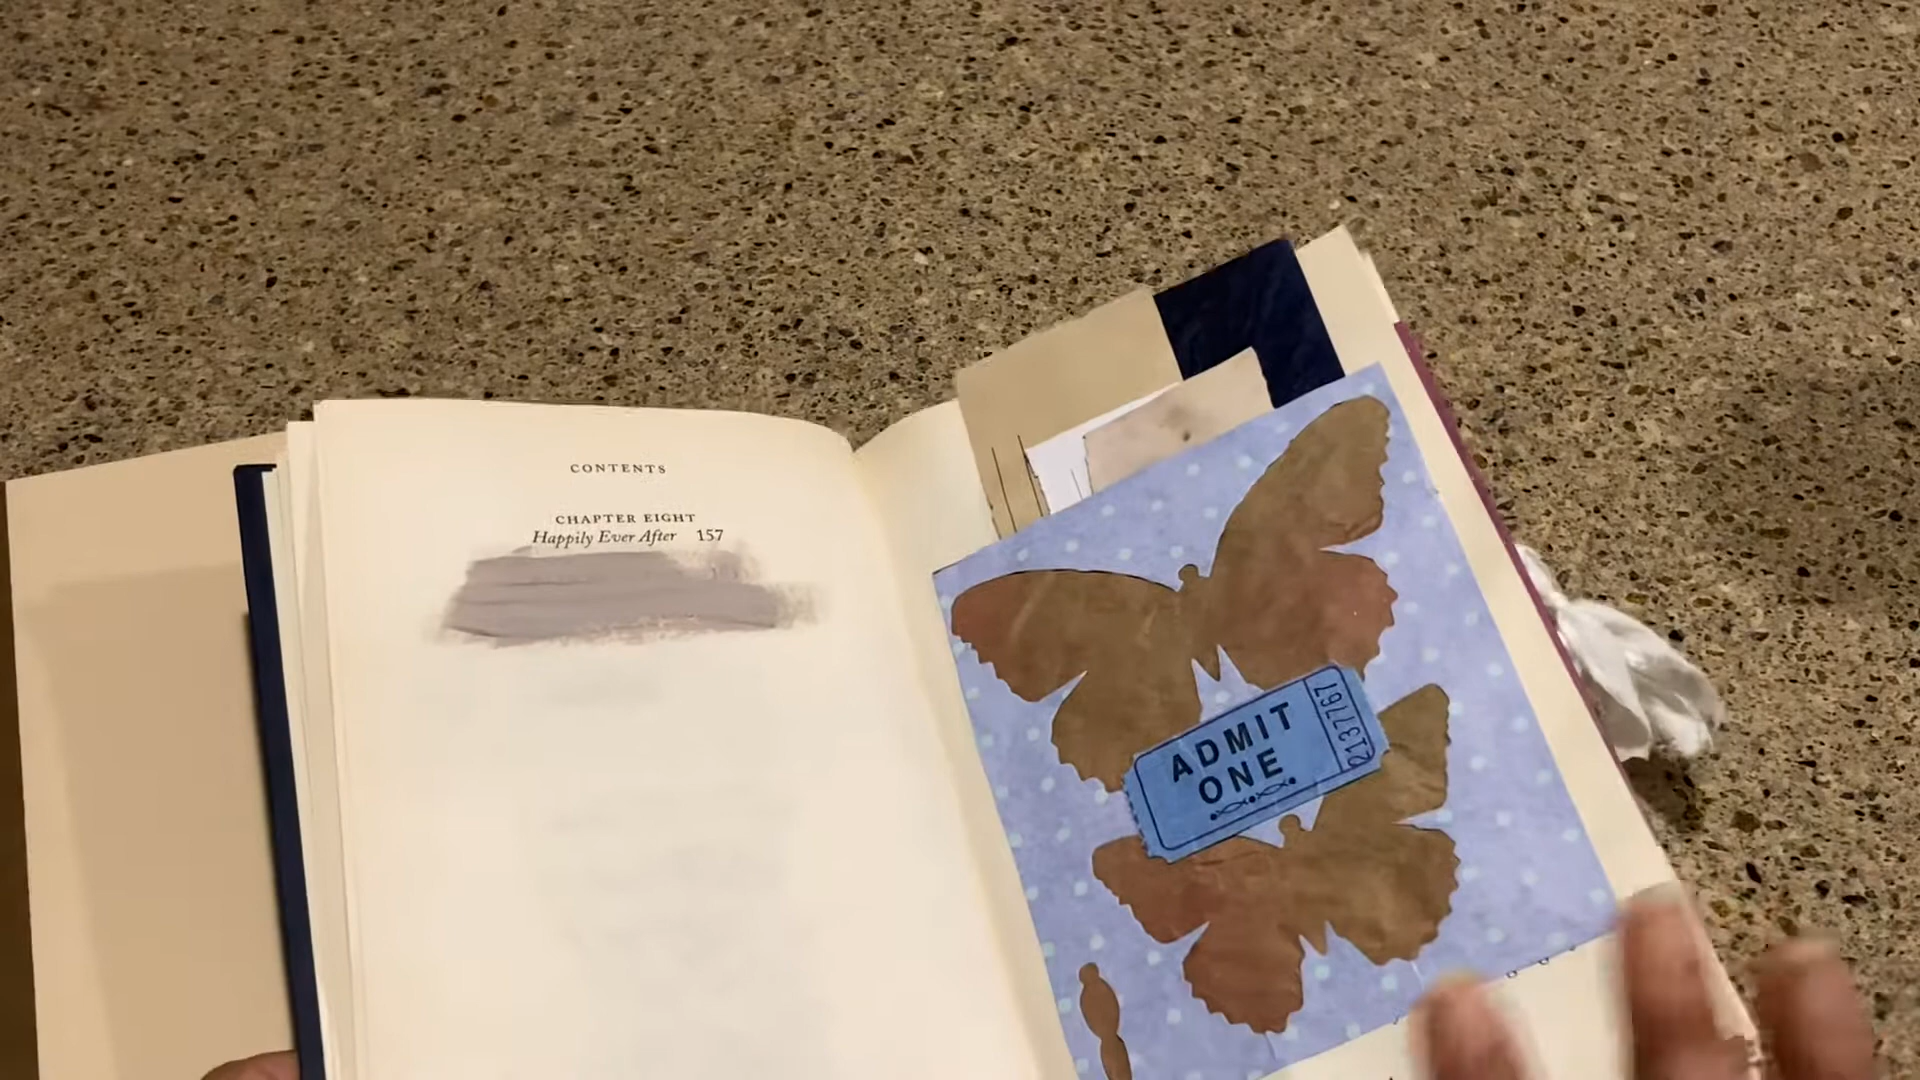 CONTENTS
CHAPTER EIGHT
Happily Ever After 157
ADMIT
ONE
2137767